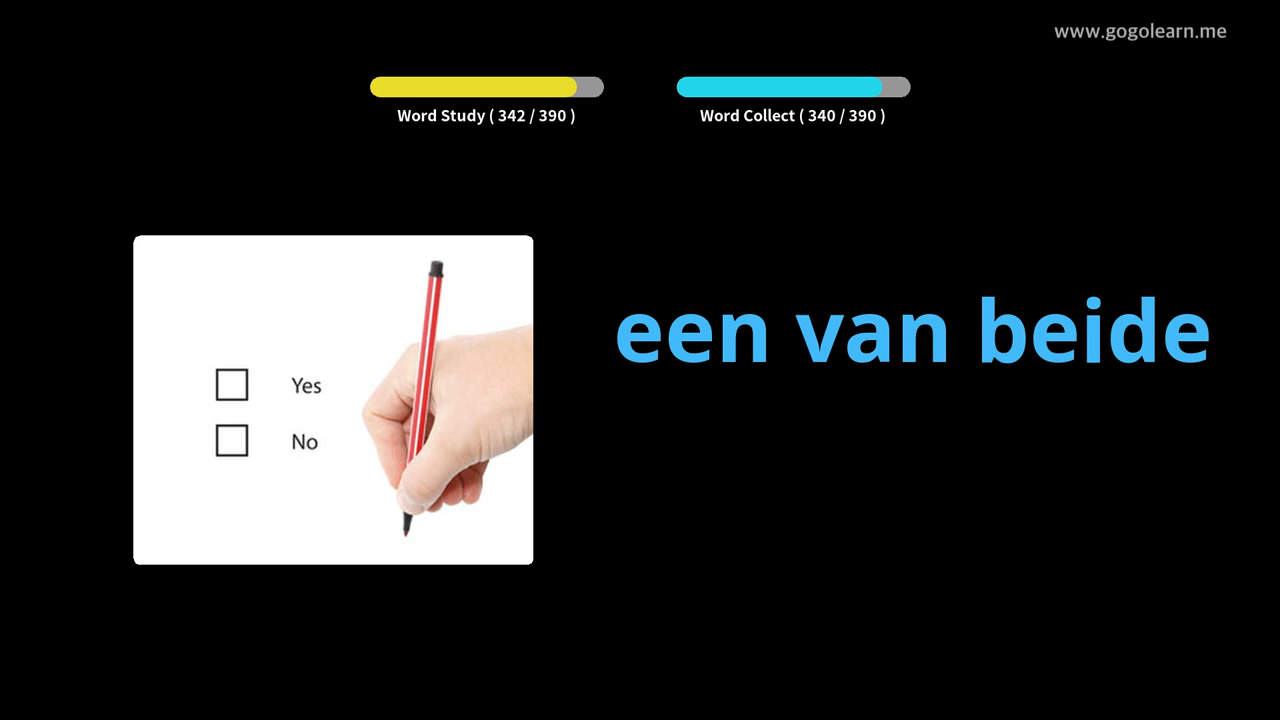 www.gogolearn.me
Word Study ( 342 / 390 )
Word Collect ( 340 / 390 )
een van beide
Yes
No